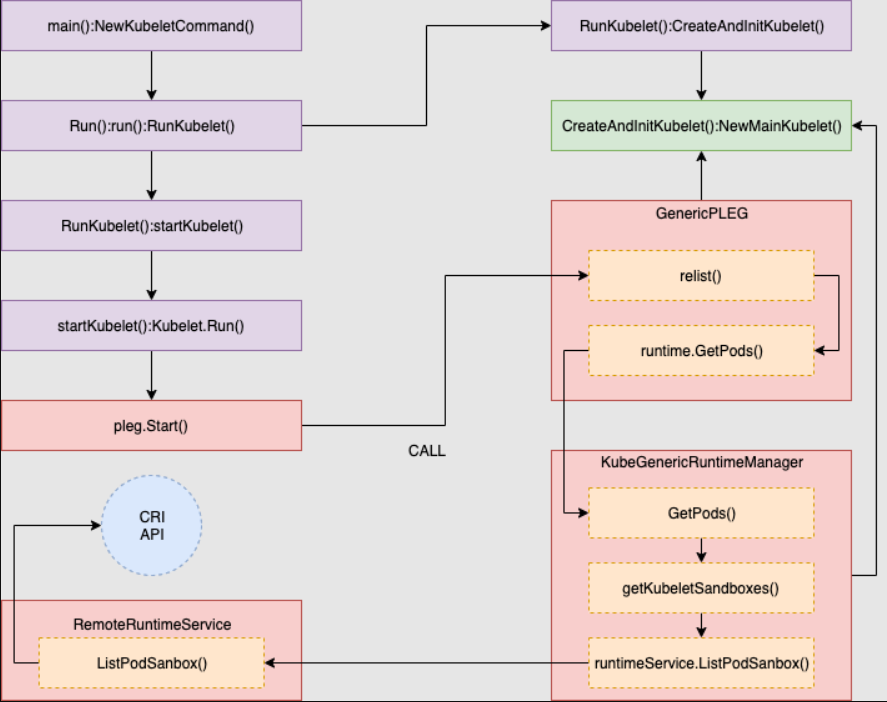 main():NewKubeletCommand()
RunKubelet():CreateAndInitKubelet()
Run():run():RunKubelet()
CreateAndInitKubelet():NewMainKubelet()
RunKubelet():startKubelet()
GenericPLEG
relist()
startKubelet():Kubelet.Run()
runtime.GetPods()
pleg.Start()
CALL
KubeGenericRuntimeManager
GetPods()
CRI
API
getKubeletSandboxes()
RemoteRuntimeService
ListPodSanbox()
runtimeService.ListPodSanbox()